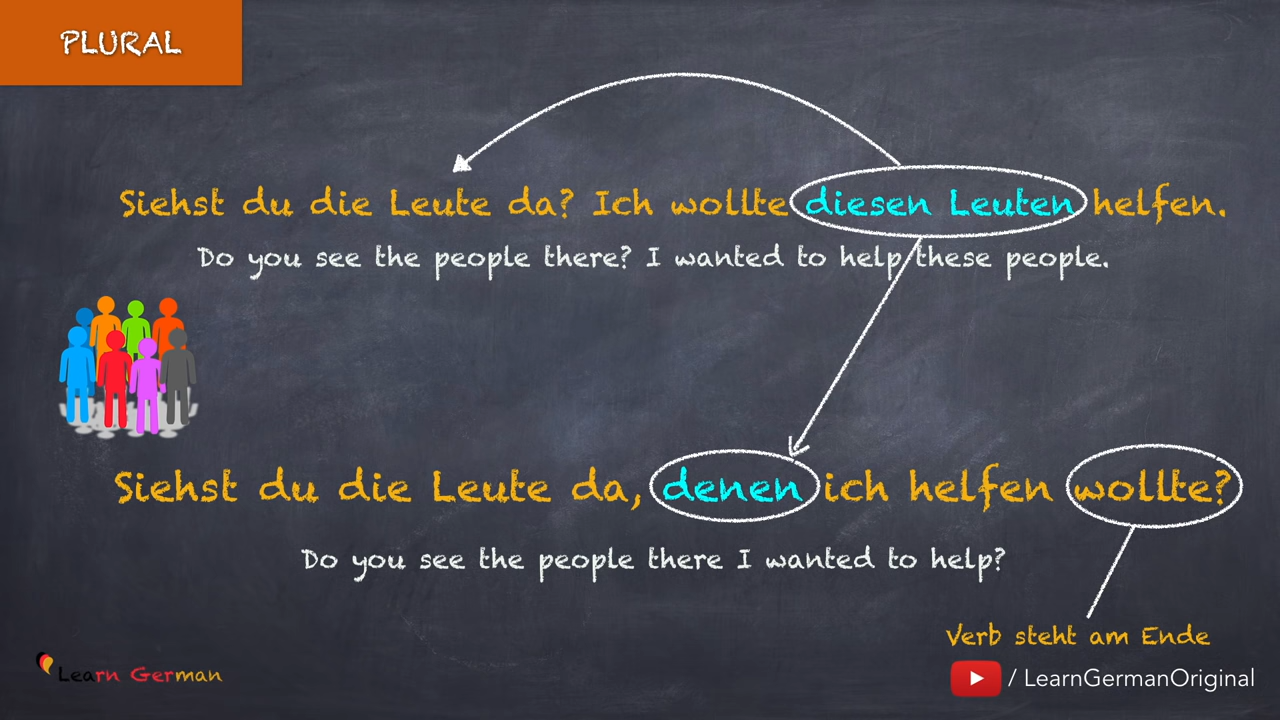 PLURAL
Siehst du die Leute da? Ich wollte diesen Leuten helfen.
Do you see the people there? I wanted to help these people.
Siehst du die Leute da, denen ich helfen wollte?
Do you see the people there I wanted to help?
Verb steht am Ende
Learn German
/ LearnGermanOriginal